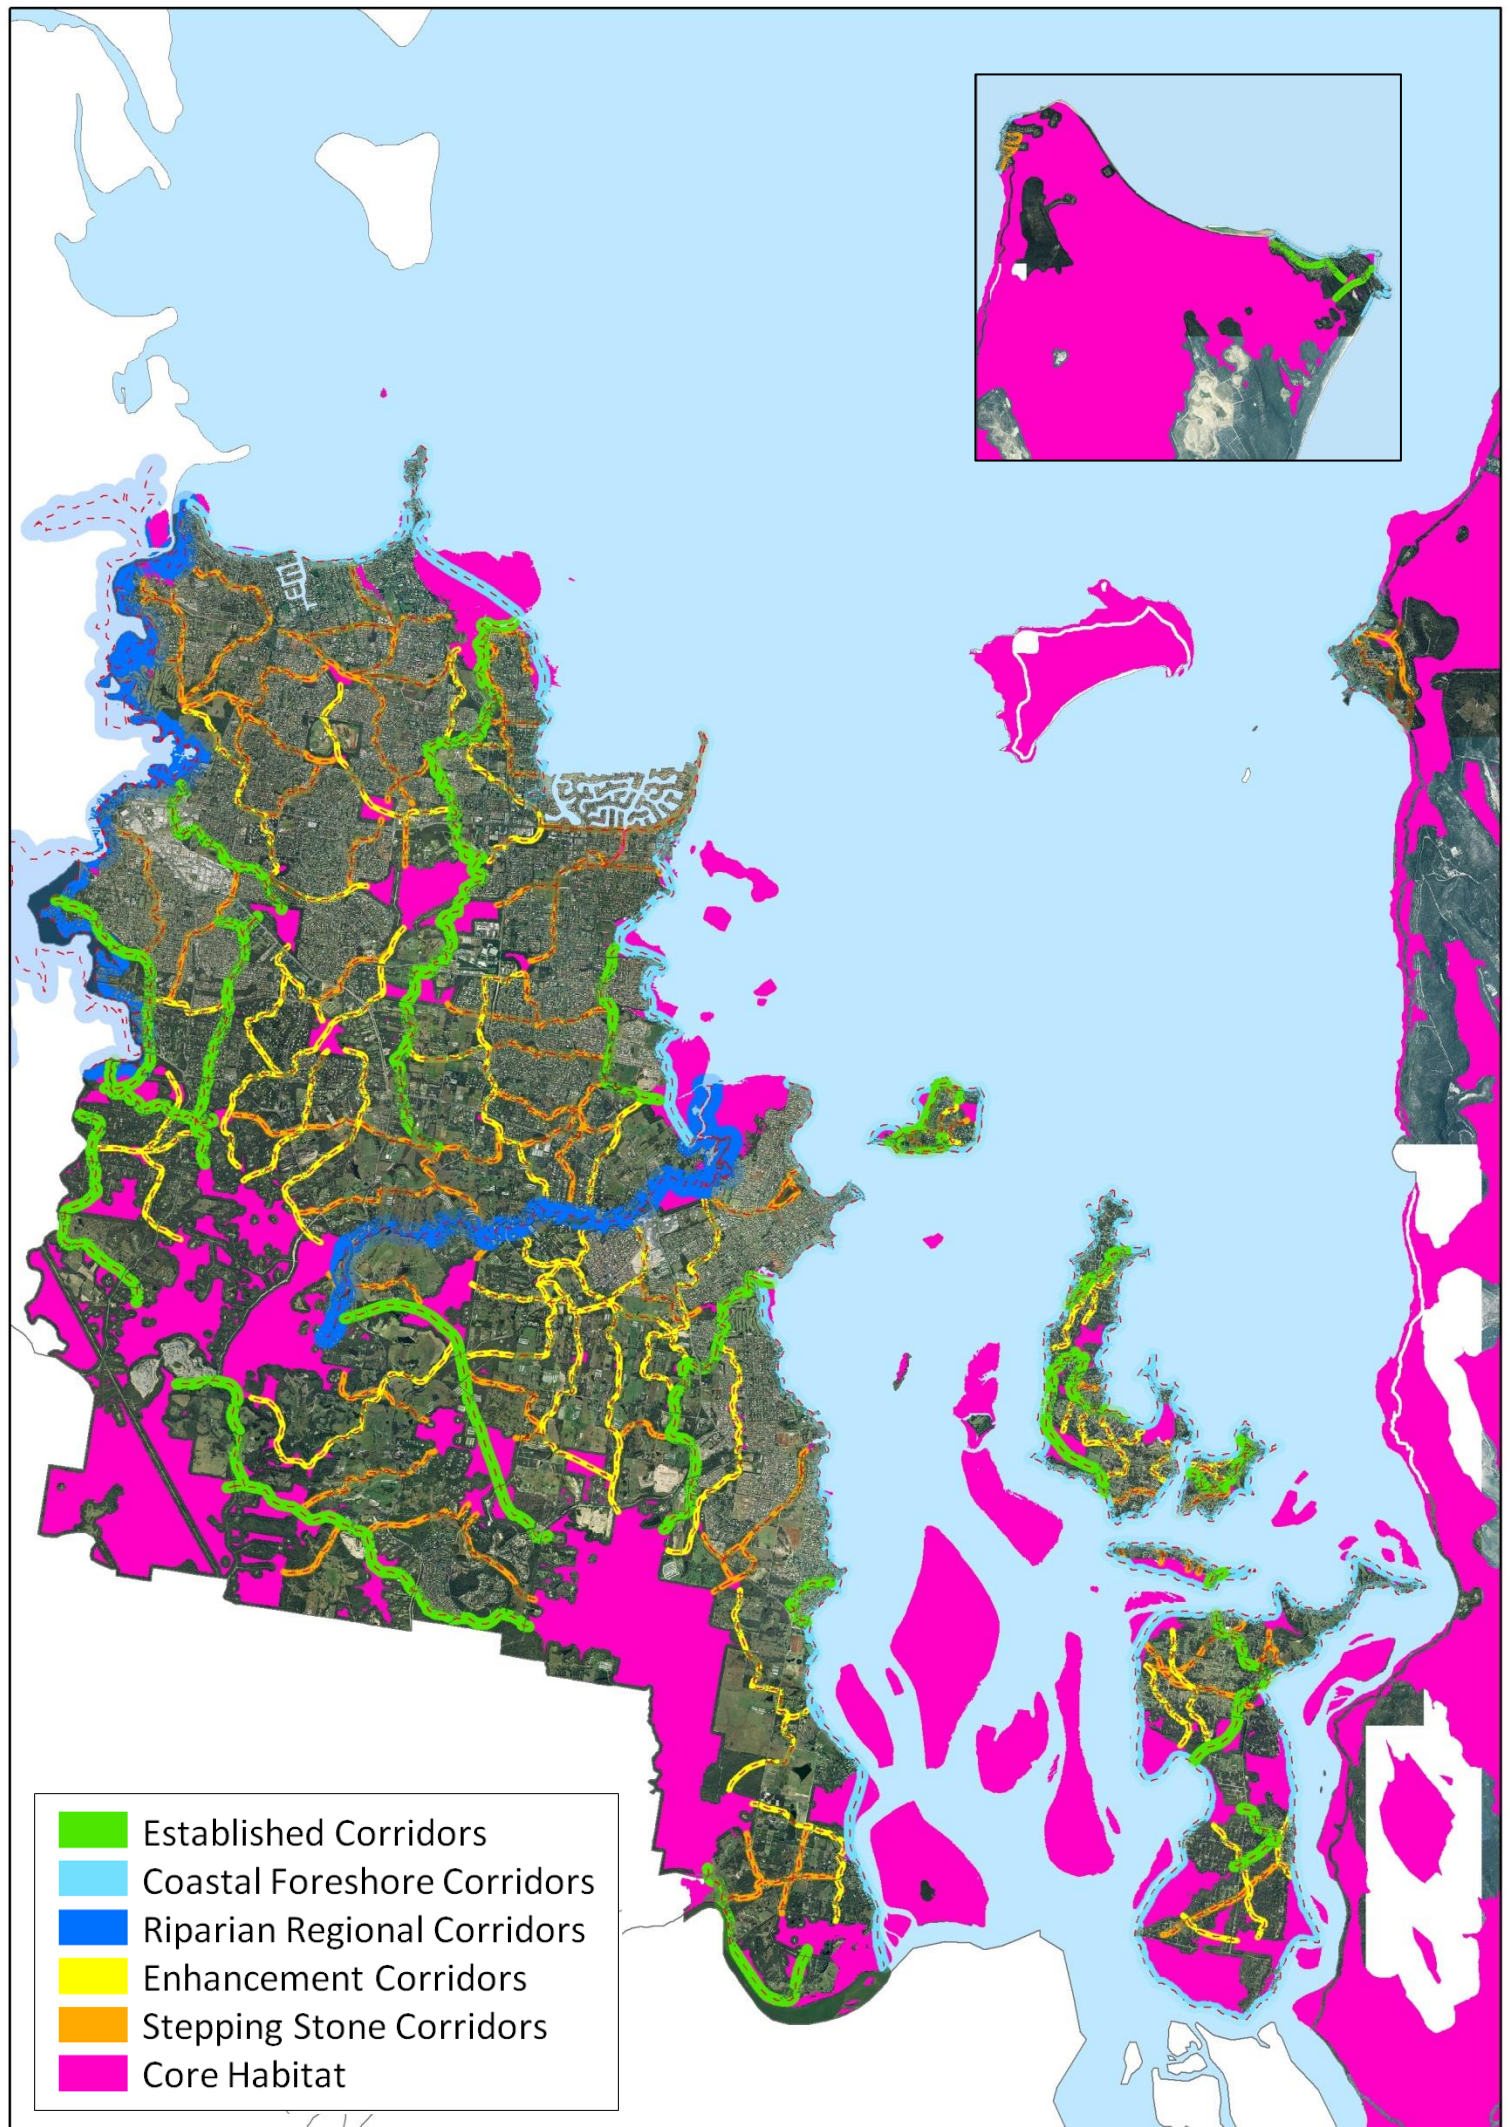 Established Corridors
Coastal Foreshore Corridors
Riparian Regional Corridors
Enhancement Corridors
Stepping Stone Corridors
Core Habitat